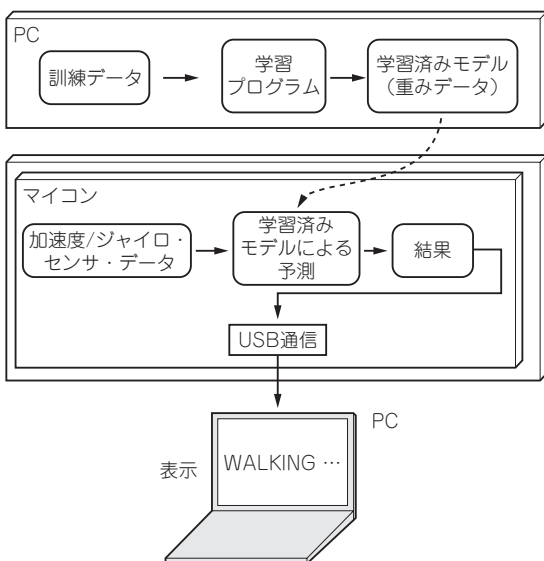 PC
訓練データ
学習
プログラム
学習済みモデル
（重みデータ）
マイコン
加速度/ジャイロ・
センサ・データ
学習済み
モデルによる
予測
結果
USB通信
PC
表示
WALKING …